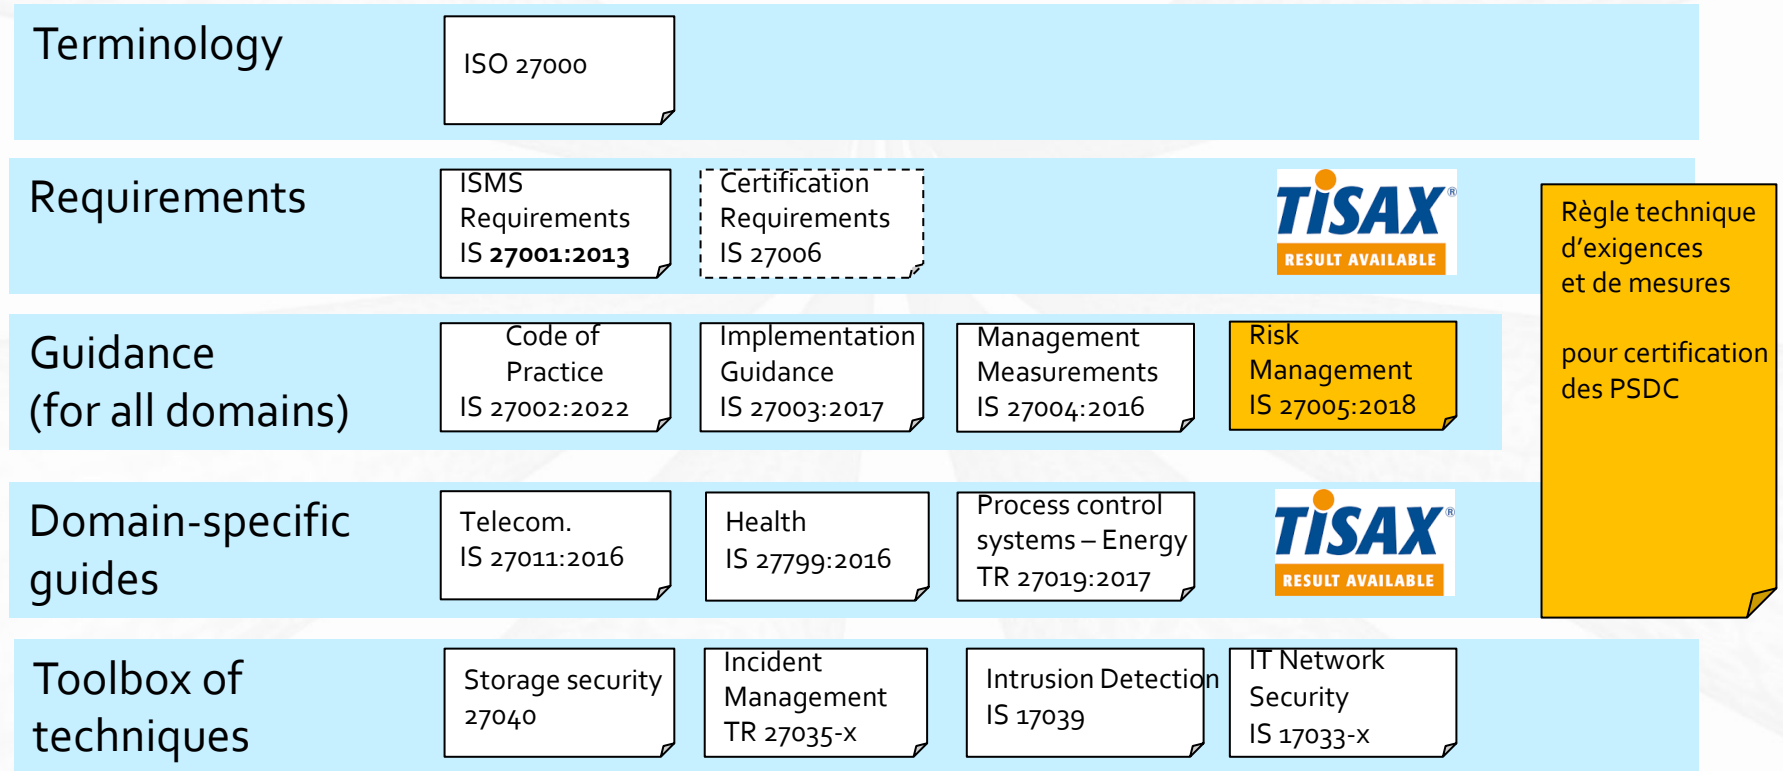 Terminology
ISO 27000
Requirements
ISMS
Requirements
IS 27001:2013
Certification
Requirements
IS 27006
TISAX®
RESULT AVAILABLE
Règle technique
d'exigences
et de mesures
pour certification
des PSDC
Guidance
(for all domains)
Code of
Practice
IS 27002:2022
Implementation
Guidance
IS 27003:2017
Management
Measurements
IS 27004:2016
Risk
Management
IS 27005:2018
Domain-specific
guides
Telecom.
IS 27011:2016
Health
IS 27799:2016
Process control
systems – Energy
TR 27019:2017
TISAX®
RESULT AVAILABLE
Toolbox of
techniques
Storage security
27040
Incident
Management
TR 27035-x
Intrusion Detection
IS 17039
IT Network
Security
IS 17033-x